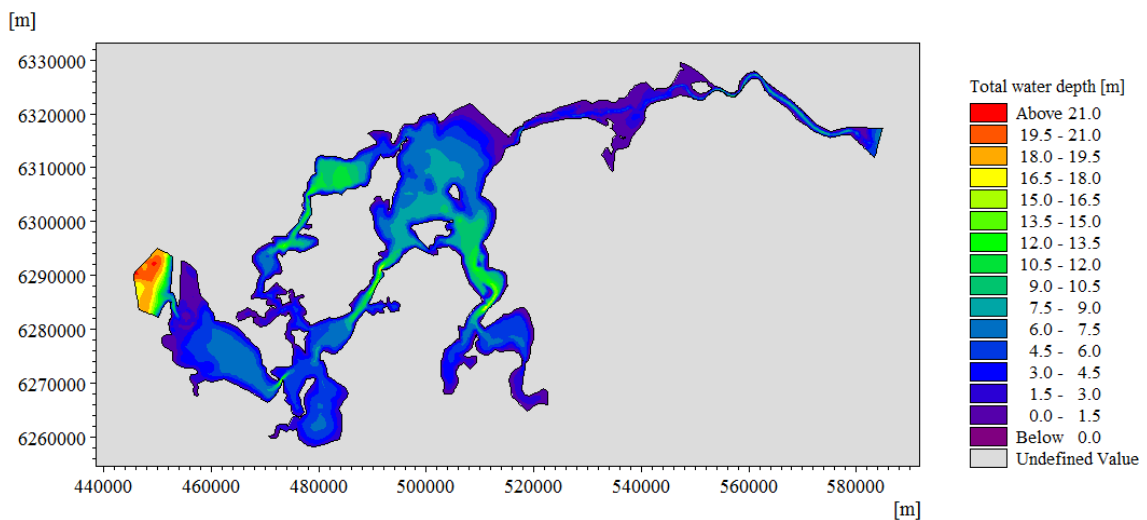 [m]
6330000
6320000
6310000
6300000
6290000
6280000
6270000
6260000
440000 460000 480000 500000 520000 540000 560000 580000
[m]
Total water depth [m]
Above 21.0
19.5 - 21.0
18.0 - 19.5
16.5 - 18.0
15.0 - 16.5
13.5 - 15.0
12.0 - 13.5
10.5 - 12.0
9.0 - 10.5
7.5 - 9.0
6.0 - 7.5
4.5 - 6.0
3.0 - 4.5
1.5 - 3.0
0.0 - 1.5
Below 0.0
Undefined Value